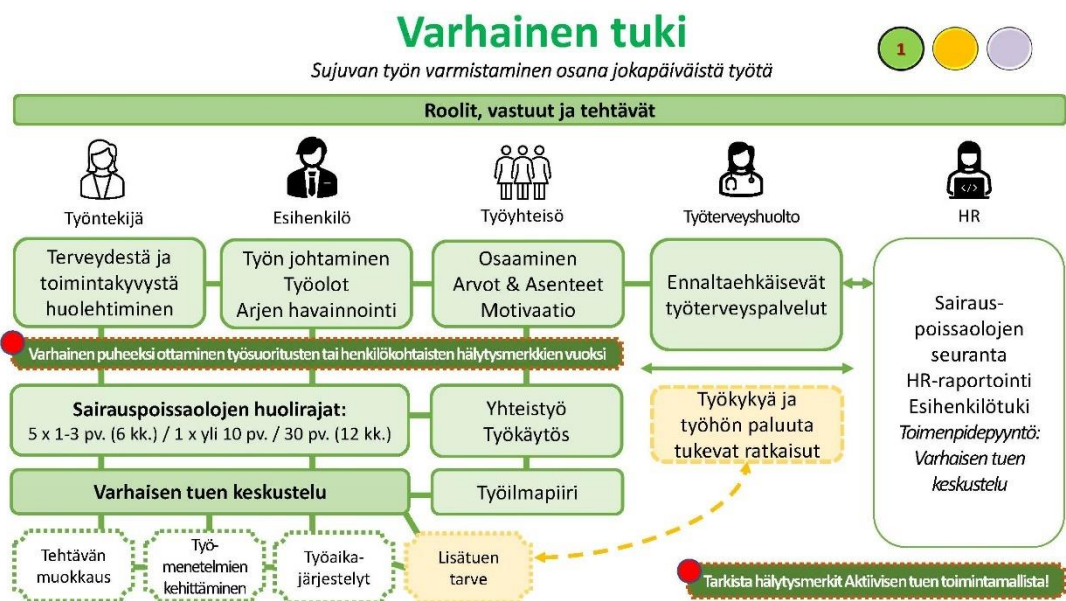 Varhainen tuki
Sujuvan työn varmistaminen osana jokapäiväistä työtä
1
Roolit, vastuut ja tehtävät
Työntekijä
Esihenkilö
Työyhteisö
Työterveyshuolto
HR
</>
Terveydestä ja
toimintakyvystä
huolehtiminen
Työn johtaminen
Työolot
Arjen havainnointi
Osaaminen
Arvot & Asenteet
Motivaatio
Ennaltaehkäisevät
työterveyspalvelut
Sairaus-
poissaolojen
seuranta
HR-raportointi
Esihenkilötuki
Toimenpidepyyntö:
Varhaisen tuen
keskustelu
Varhainen puheeksi ottaminen työsuoritusten tai henkilökohtaisten hälytysmerkkien vuoksi
Sairauspoissaolojen huolirajat:
5 x 1-3 pv. (6 kk.) / 1 x yli 10 pv. / 30 pv. (12 kk.)
Yhteistyö
Työkäytös
Työkykyä ja
työhön paluuta
tukevat ratkaisut
Varhaisen tuen keskustelu
Työilmapiiri
Tehtävän
muokkaus
Työ-
menetelmien
kehittäminen
Työaika-
järjestelyt
Lisätuen
tarve
Tarkista hälytysmerkit Aktiivisen tuen toimintamallista!